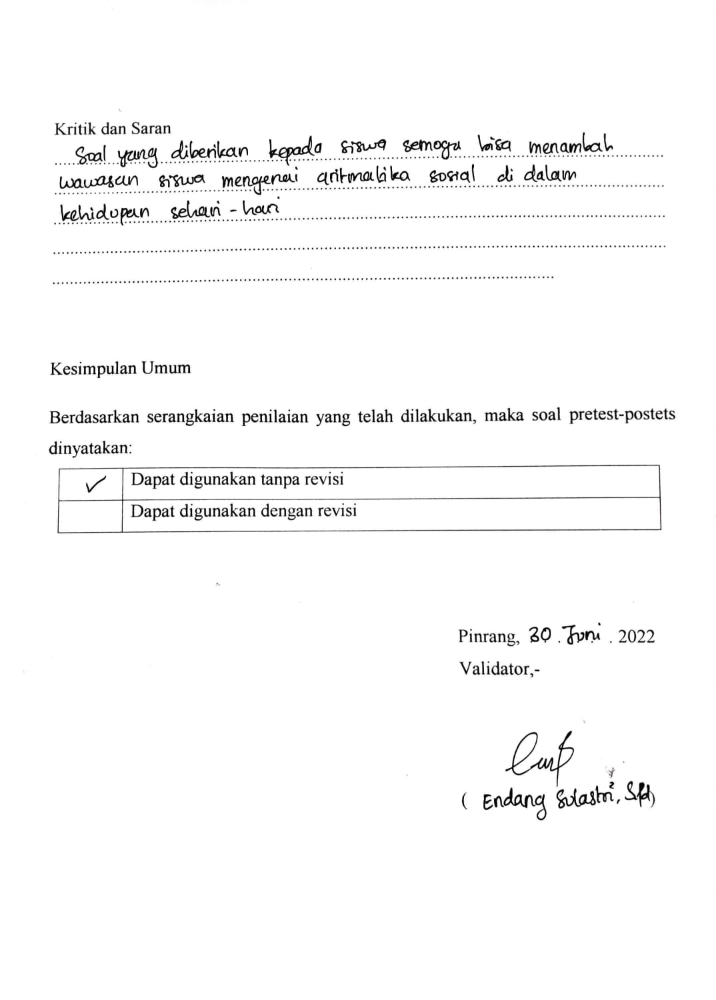 Kritik dan Saran
Soal yang diberikan kepada siswa semoga bisa menambah
wawasan siswa mengenai aritmatika sosial di dalam
kehidupan sehari - hari
Kesimpulan Umum
Berdasarkan serangkaian penilaian yang telah dilakukan, maka soal pretest-postets
dinyatakan:
✓ Dapat digunakan tanpa revisi
Dapat digunakan dengan revisi
Pinrang, 30 Juni 2022
Validator,-
( Endang Sulastri, S.Pd)